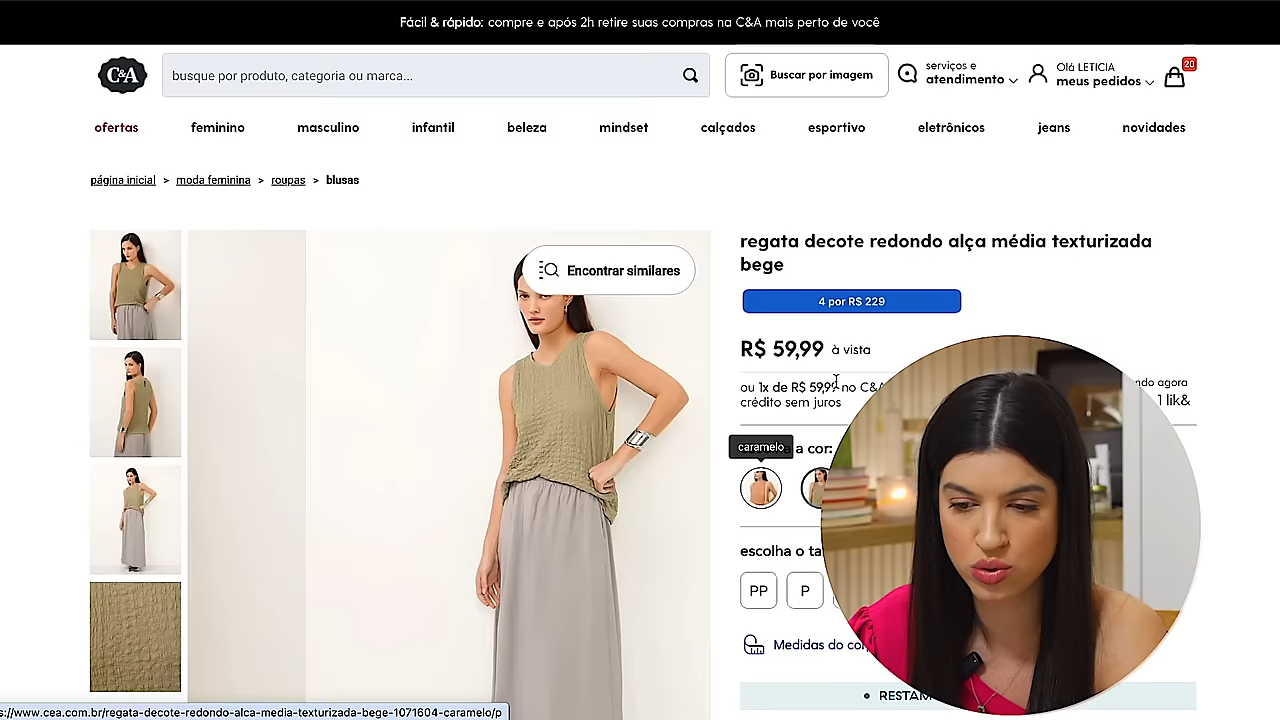 Fácil & rápido: compre e após 2h retire suas compras na C&A mais perto de você
C&A
busque por produto, categoria ou marca...
Buscar por imagem
serviços e
atendimento
Olá LETICIA
meus pedidos
20
ofertas
feminino
masculino
infantil
beleza
mindset
calçados
esportivo
eletrônicos
jeans
novidades
página inicial > moda feminina > roupas > blusas
Encontrar similares
regata decote redondo alça média texturizada
bege
4 por R$ 229
R$ 59,99 à vista
ou 1x de R$ 59,99 no C&A
crédito sem juros
agora
caramelo
a cor:
escolha o
PP
P
Medidas do
s://www.cea.com.br/regata-decote-redondo-alca-media-texturizada-bege-1071604-caramelo/p